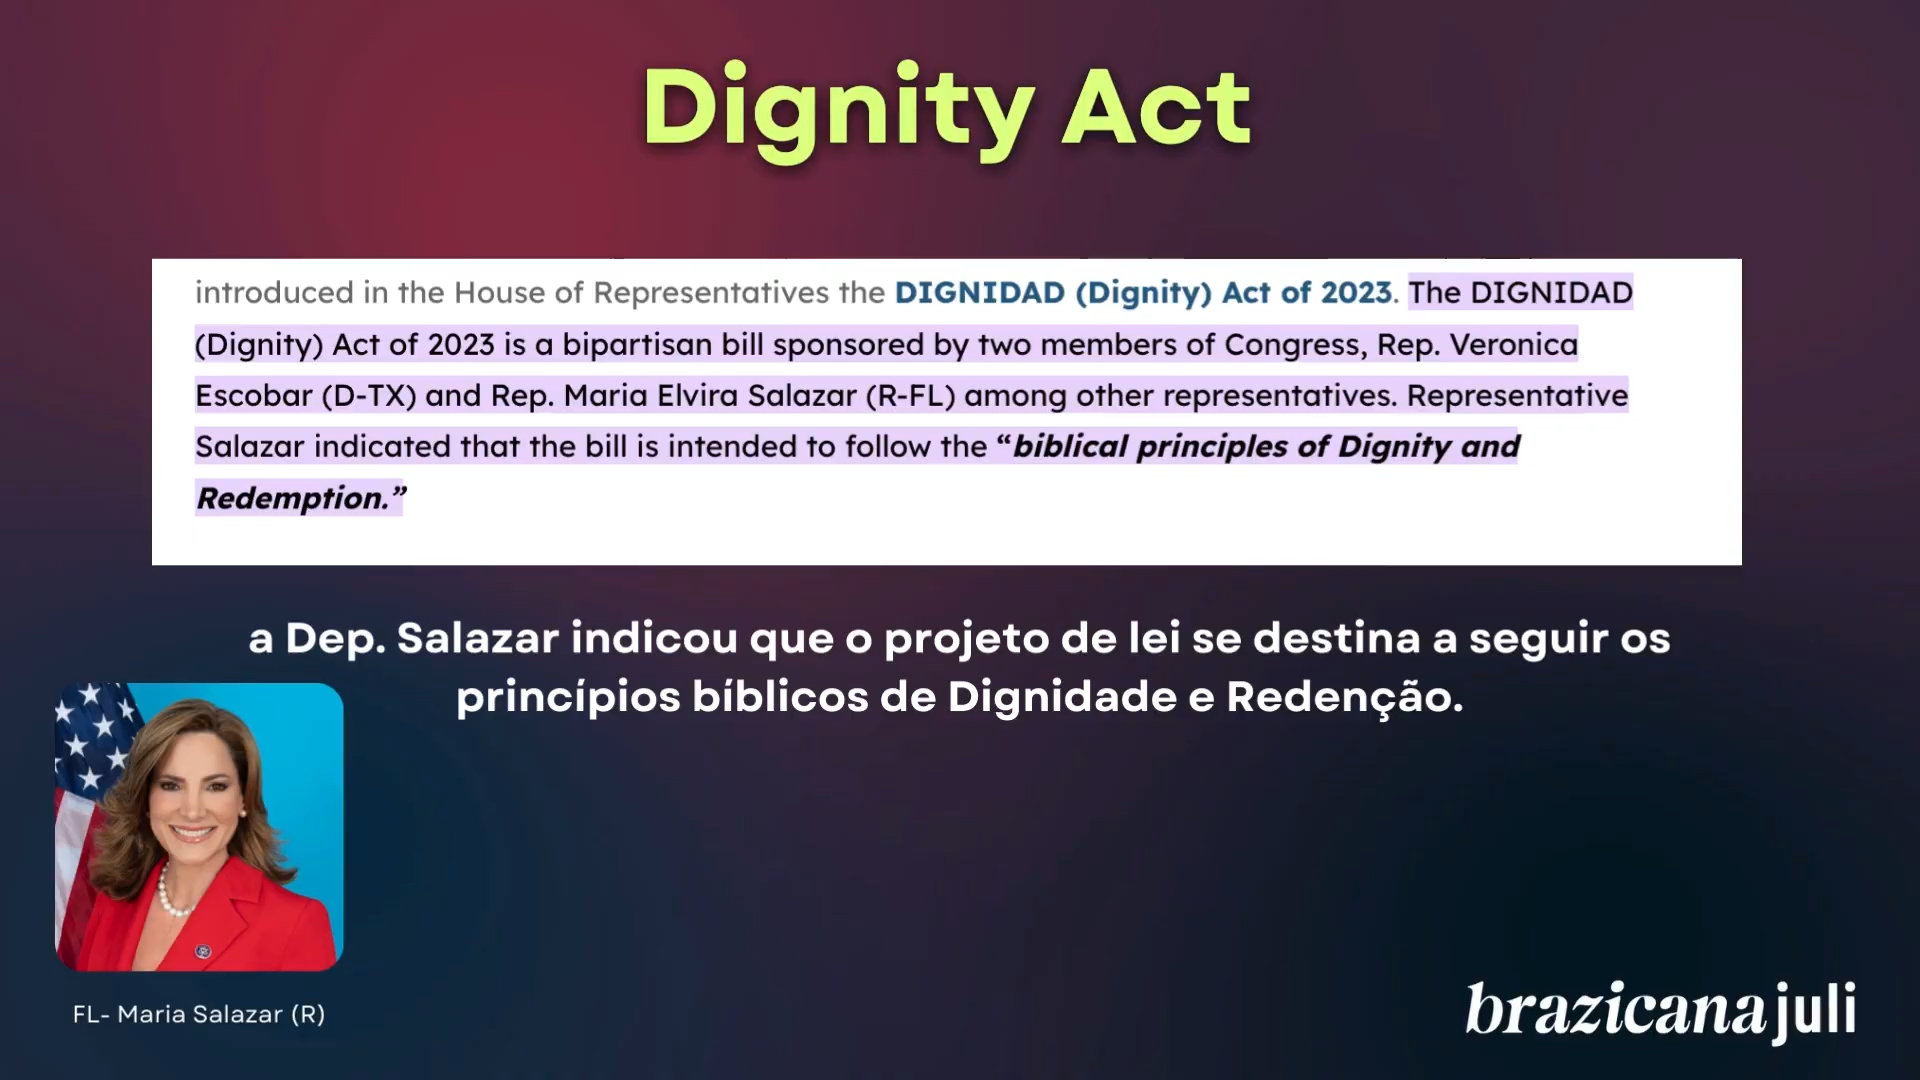 Dignity Act
introduced in the House of Representatives the DIGNIDAD (Dignity) Act of 2023. The DIGNIDAD
(Dignity) Act of 2023 is a bipartisan bill sponsored by two members of Congress, Rep. Veronica
Escobar (D-TX) and Rep. Maria Elvira Salazar (R-FL) among other representatives. Representative
Salazar indicated that the bill is intended to follow the “biblical principles of Dignity and
Redemption.”
a Dep. Salazar indicou que o projeto de lei se destina a seguir os
princípios bíblicos de Dignidade e Redenção.
FL- Maria Salazar (R)
brazicanajuli